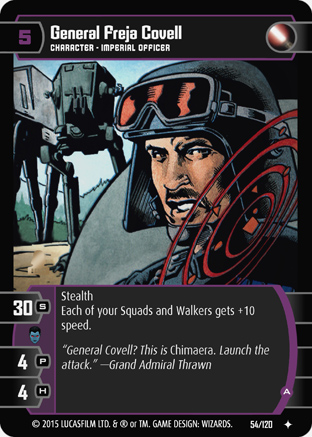 5
General Freja Covell
CHARACTER - IMPERIAL OFFICER
30 S
Stealth
Each of your Squads and Walkers gets +10
speed.
4 P
"General Covell? This is Chimaera. Launch the
attack." —Grand Admiral Thrawn
4 H
A
© 2015 LUCASFILM LTD. & ® or TM. GAME DESIGN: WIZARDS.
54/120